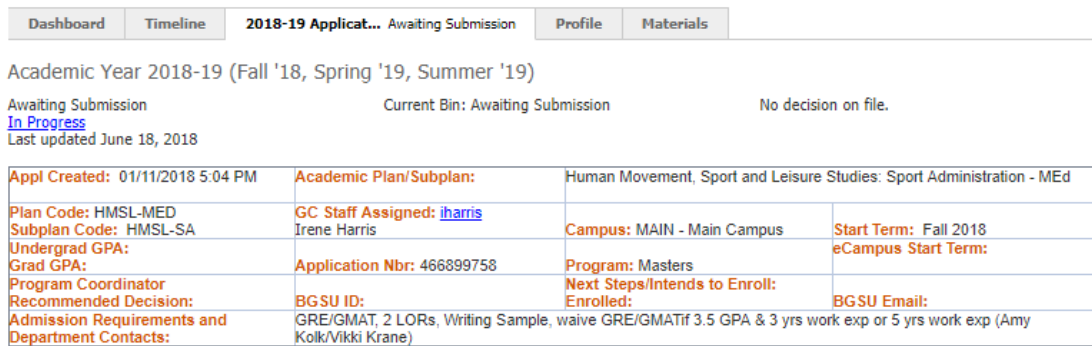 Dashboard Timeline 2018-19 Applicat... Awaiting Submission Profile Materials
Academic Year 2018-19 (Fall '18, Spring '19, Summer '19)
Awaiting Submission Current Bin: Awaiting Submission No decision on file.
In Progress
Last updated June 18, 2018
Appl Created: 01/11/2018 5:04 PM Academic Plan/Subplan: Human Movement, Sport and Leisure Studies: Sport Administration - MEd
Plan Code: HMSL-MED GC Staff Assigned: iharris
Subplan Code: HMSL-SA Irene Harris Campus: MAIN - Main Campus Start Term: Fall 2018
Undergrad GPA: eCampus Start Term:
Grad GPA: Application Nbr: 466899758 Program: Masters
Program Coordinator Next Steps/Intends to Enroll:
Recommended Decision: BGSU ID: Enrolled: BGSU Email:
Admission Requirements and GRE/GMAT, 2 LORs, Writing Sample, waive GRE/GMATif 3.5 GPA & 3 yrs work exp or 5 yrs work exp (Amy
Department Contacts: Kolk/Vikki Krane)